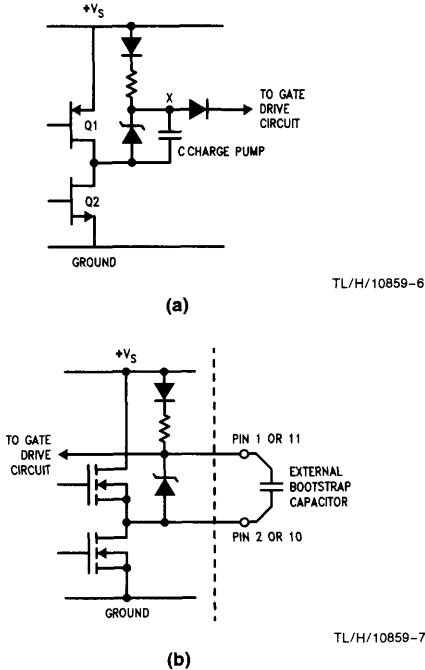 +VS
Q1
X
TO GATE
DRIVE
CIRCUIT
C CHARGE PUMP
Q2
GROUND
TL/H/10859-6
(a)
+VS
TO GATE
DRIVE
CIRCUIT
PIN 1 OR 11
EXTERNAL
BOOTSTRAP
CAPACITOR
PIN 2 OR 10
GROUND
TL/H/10859-7
(b)